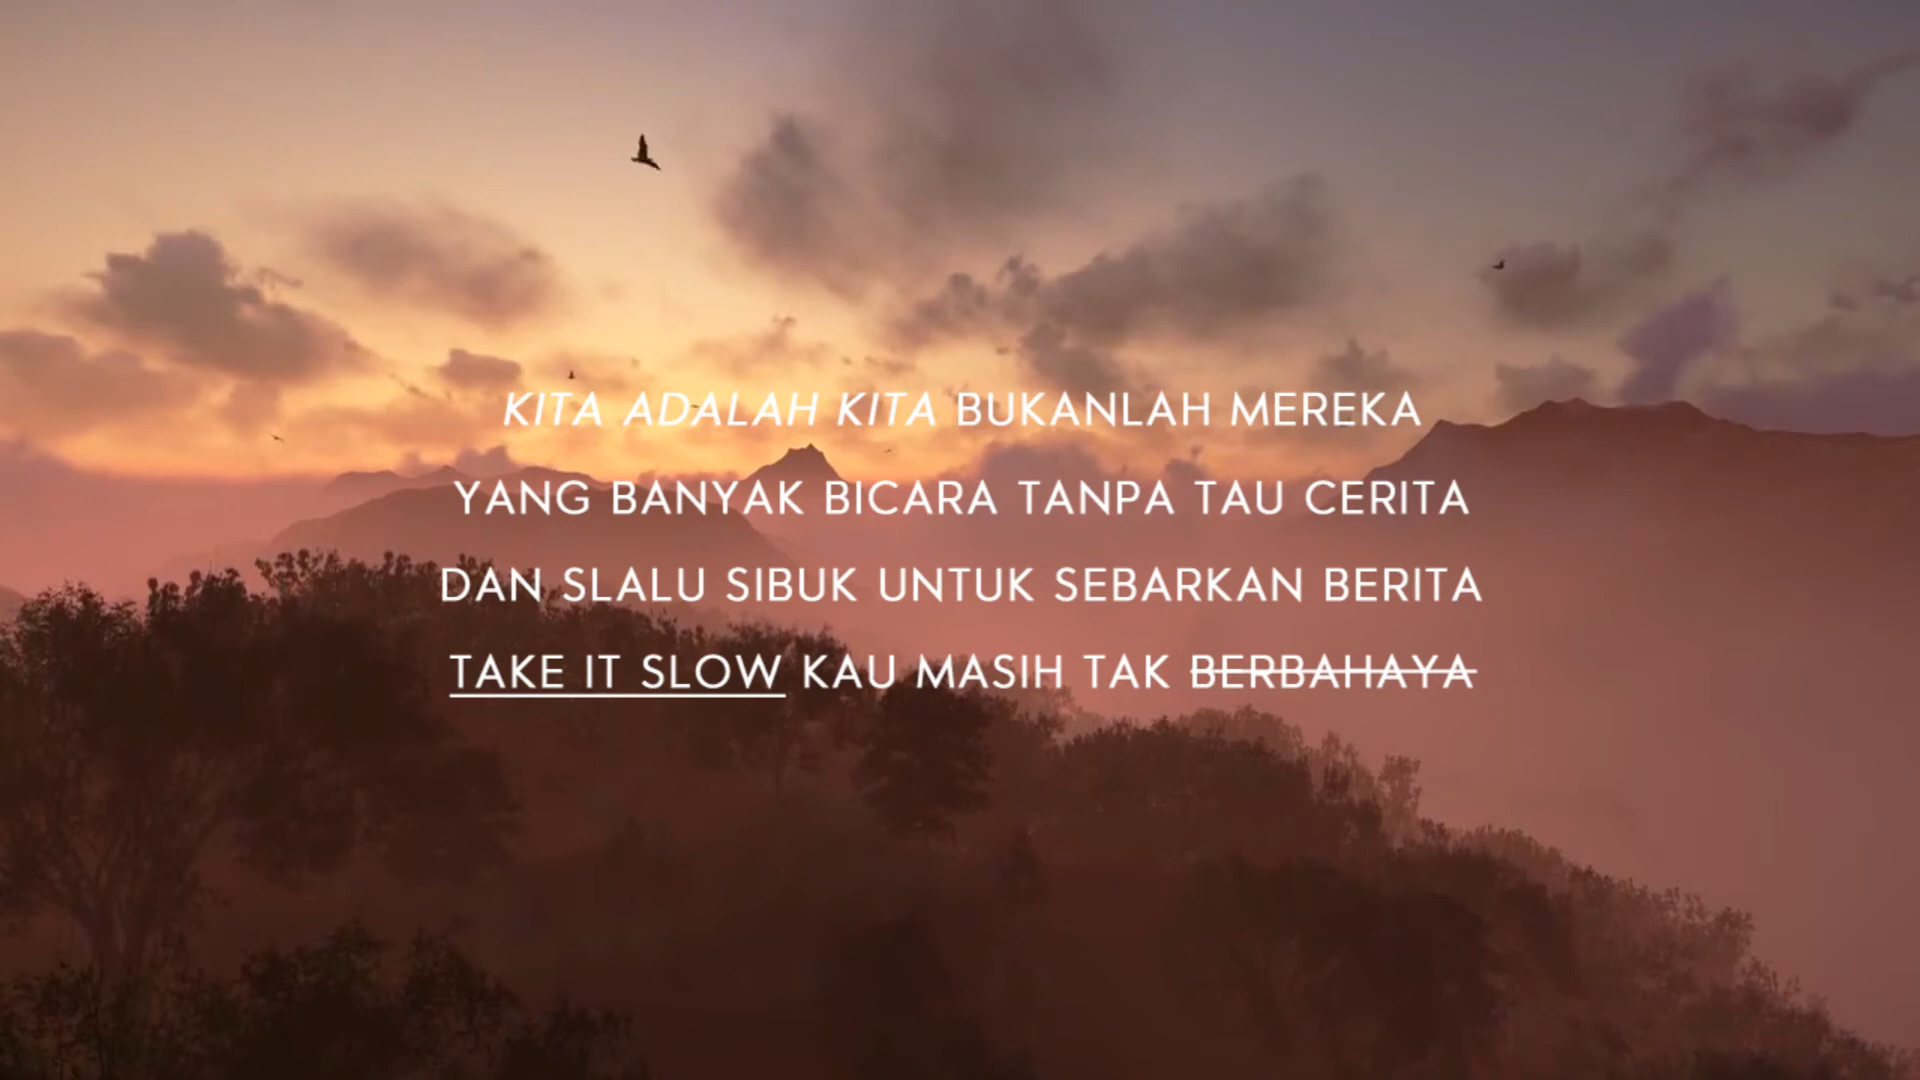 KITA ADALAH KITA BUKANLAH MEREKA
YANG BANYAK BICARA TANPA TAU CERITA
DAN SLALU SIBUK UNTUK SEBARKAN BERITA
TAKE IT SLOW KAU MASIH TAK BERBAHAYA